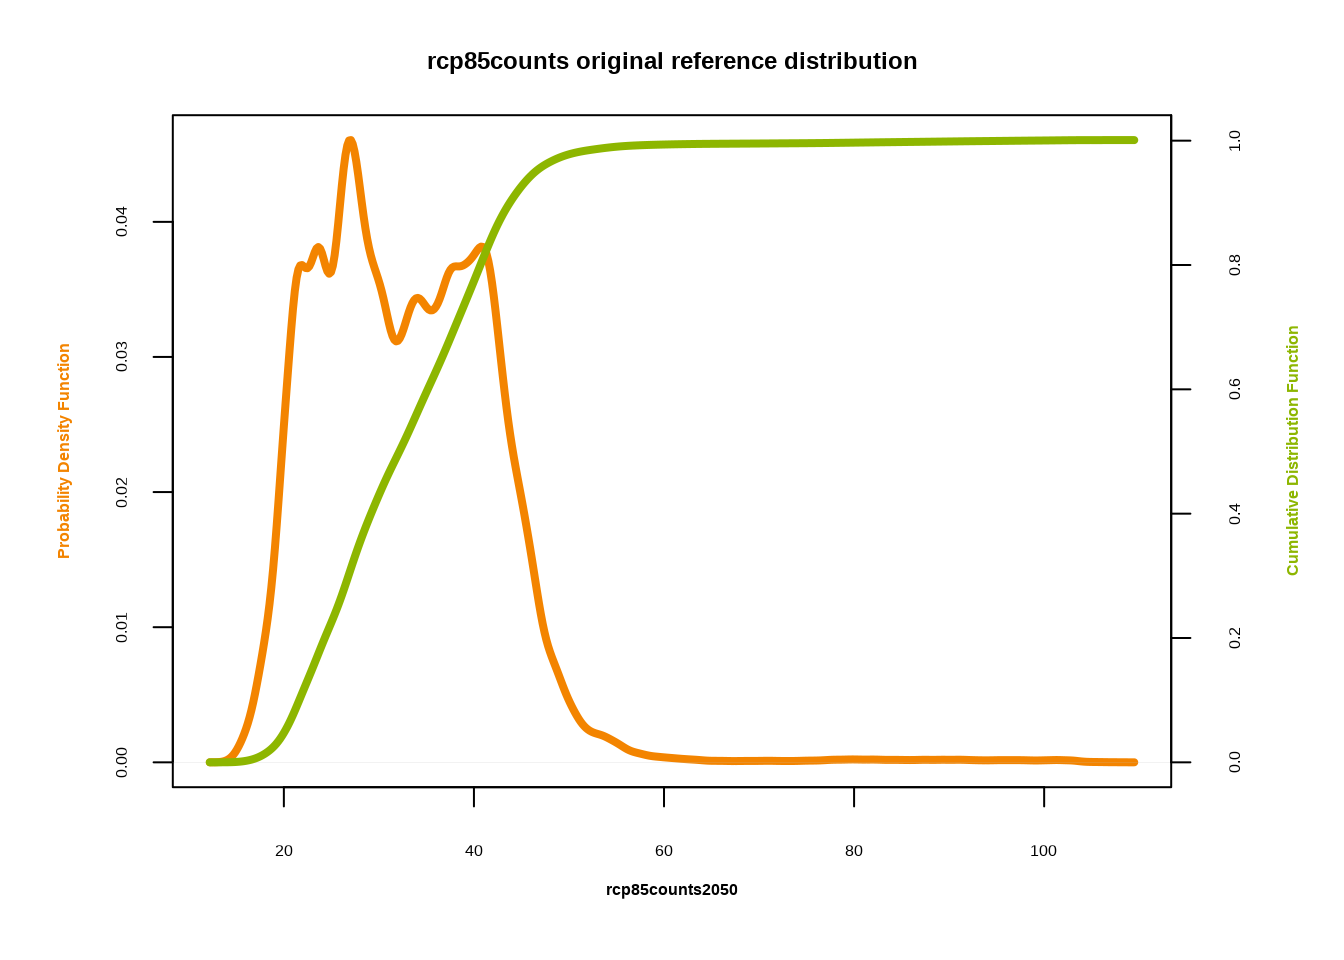 rcp85counts original reference distribution
Probability Density Function
0.00
0.01
0.02
0.03
0.04
0.0
0.2
0.4
0.6
0.8
1.0
Cumulative Distribution Function
20 40 60 80 100
rcp85counts2050